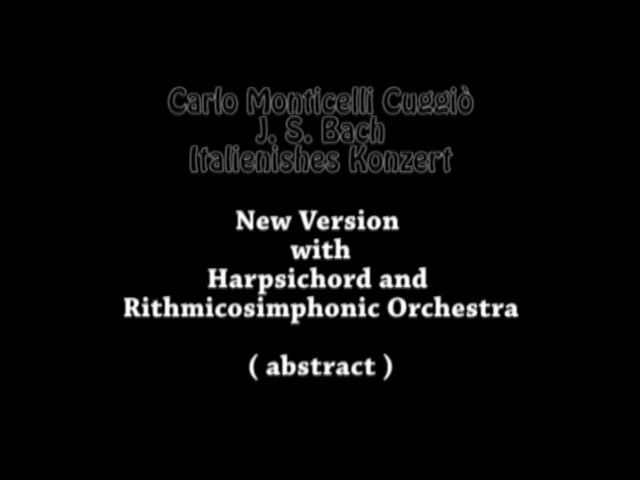 Carlo Monticelli Cuggiò
J. S. Bach
Italienishes Konzert
New Version
with
Harpsichord and
Rithmicosimphonic Orchestra
( abstract )